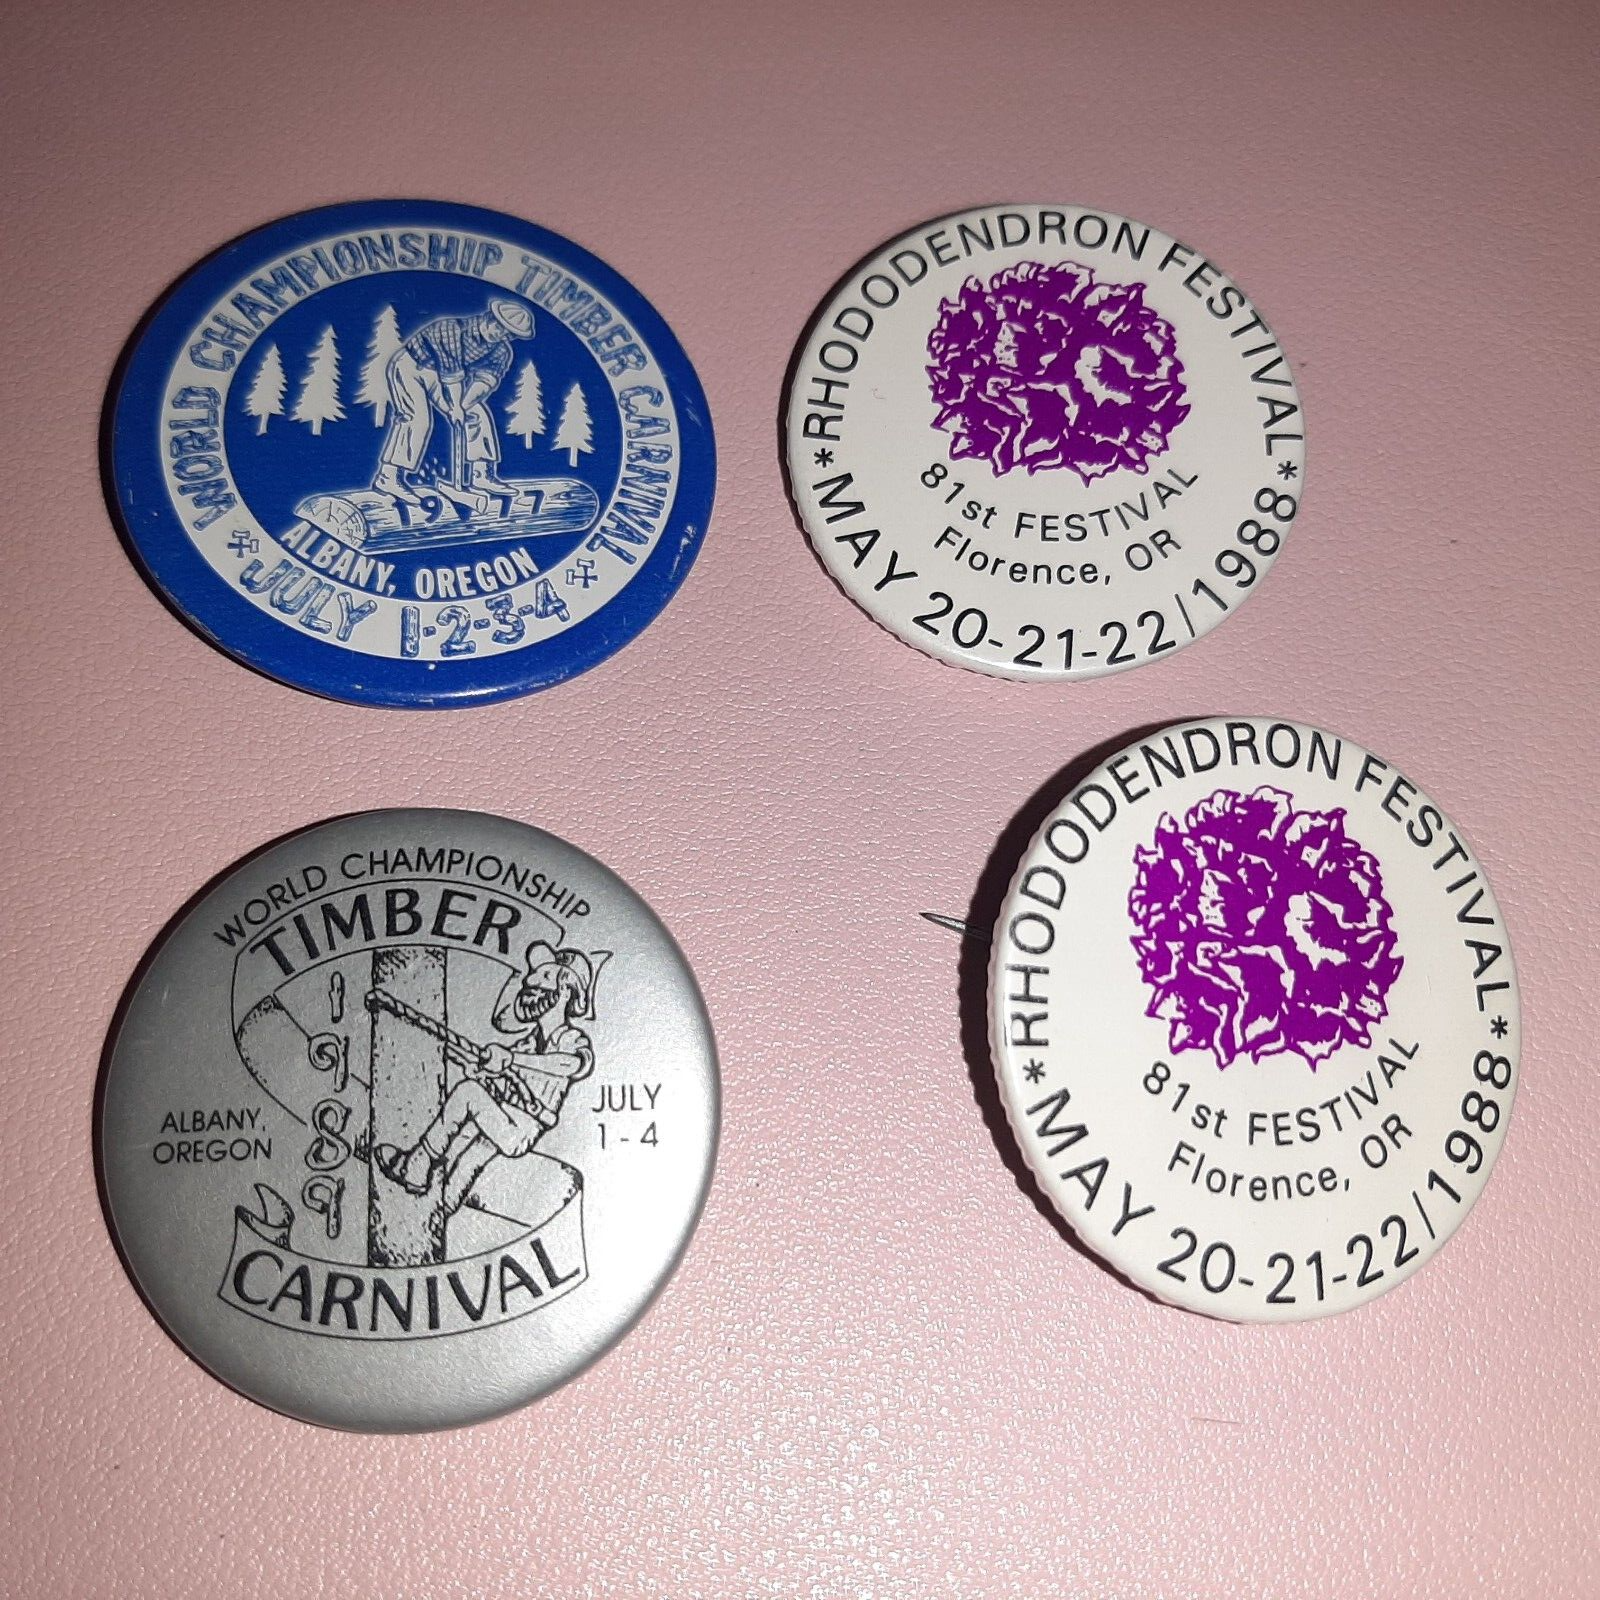 WORLD CHAMPIONSHIP TIMBER CARNIVAL
1977
ALBANY, OREGON
JULY 1-2-3-4
*RHODODENDRON FESTIVAL*
81st FESTIVAL
Florence, OR
MAY 20-21-22/1988
WORLD CHAMPIONSHIP
TIMBER
1989
ALBANY,
OREGON
JULY
1-4
CARNIVAL
*RHODODENDRON FESTIVAL*
81st FESTIVAL
Florence, OR
MAY 20-21-22/1988